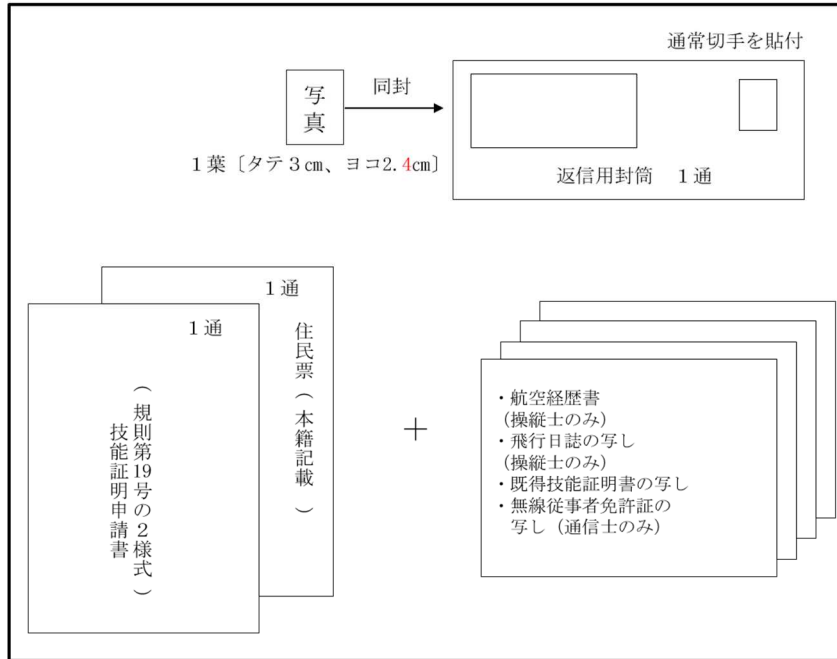 通常切手を貼付
写
真
同封
1葉〔タテ3㎝、ヨコ2.4㎝〕
返信用封筒　1通
1通
住民票(本籍記載)
1通
技能証明申請書
(規則第19号の2様式)
+
・航空経歴書
(操縦士のみ)
・飛行日誌の写し
(操縦士のみ)
・既得技能証明書の写し
・無線従事者免許証の
写し(通信士のみ)